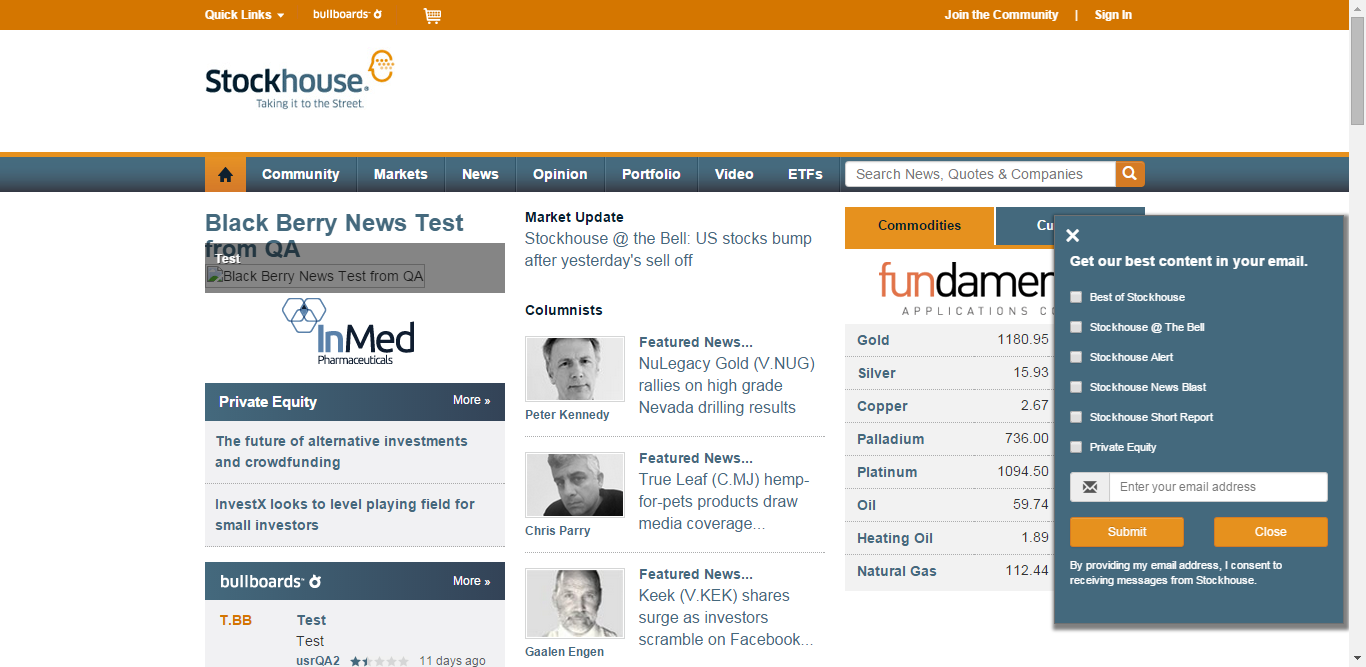 Quick Links
bullboards
Join the Community | Sign In
Stockhouse.
Taking it to the Street.
Community
Markets
News
Opinion
Portfolio
Video
ETFs
Search News, Quotes & Companies
Black Berry News Test
from QA
Test
Black Berry News Test from QA
InMed
Pharmaceuticals
Private Equity
More »
The future of alternative investments
and crowdfunding
InvestX looks to level playing field for
small investors
bullboards
More »
T.BB
Test
Test
usrQA2
11 days ago
Market Update
Stockhouse @ the Bell: US stocks bump
after yesterday's sell off
Columnists
Featured News...
NuLegacy Gold (V.NUG)
rallies on high grade
Nevada drilling results
Peter Kennedy
Featured News...
True Leaf (C.MJ) hemp-
for-pets products draw
media coverage...
Chris Parry
Featured News...
Keek (V.KEK) shares
surge as investors
scramble on Facebook...
Gaalen Engen
Commodities
Cu
fundamen
APPLICATIONS CO
Gold 1180.95
Silver 15.93
Copper 2.67
Palladium 736.00
Platinum 1094.50
Oil 59.74
Heating Oil 1.89
Natural Gas 112.44
Get our best content in your email.
Best of Stockhouse
Stockhouse @ The Bell
Stockhouse Alert
Stockhouse News Blast
Stockhouse Short Report
Private Equity
Enter your email address
Submit
Close
By providing my email address, I consent to
receiving messages from Stockhouse.